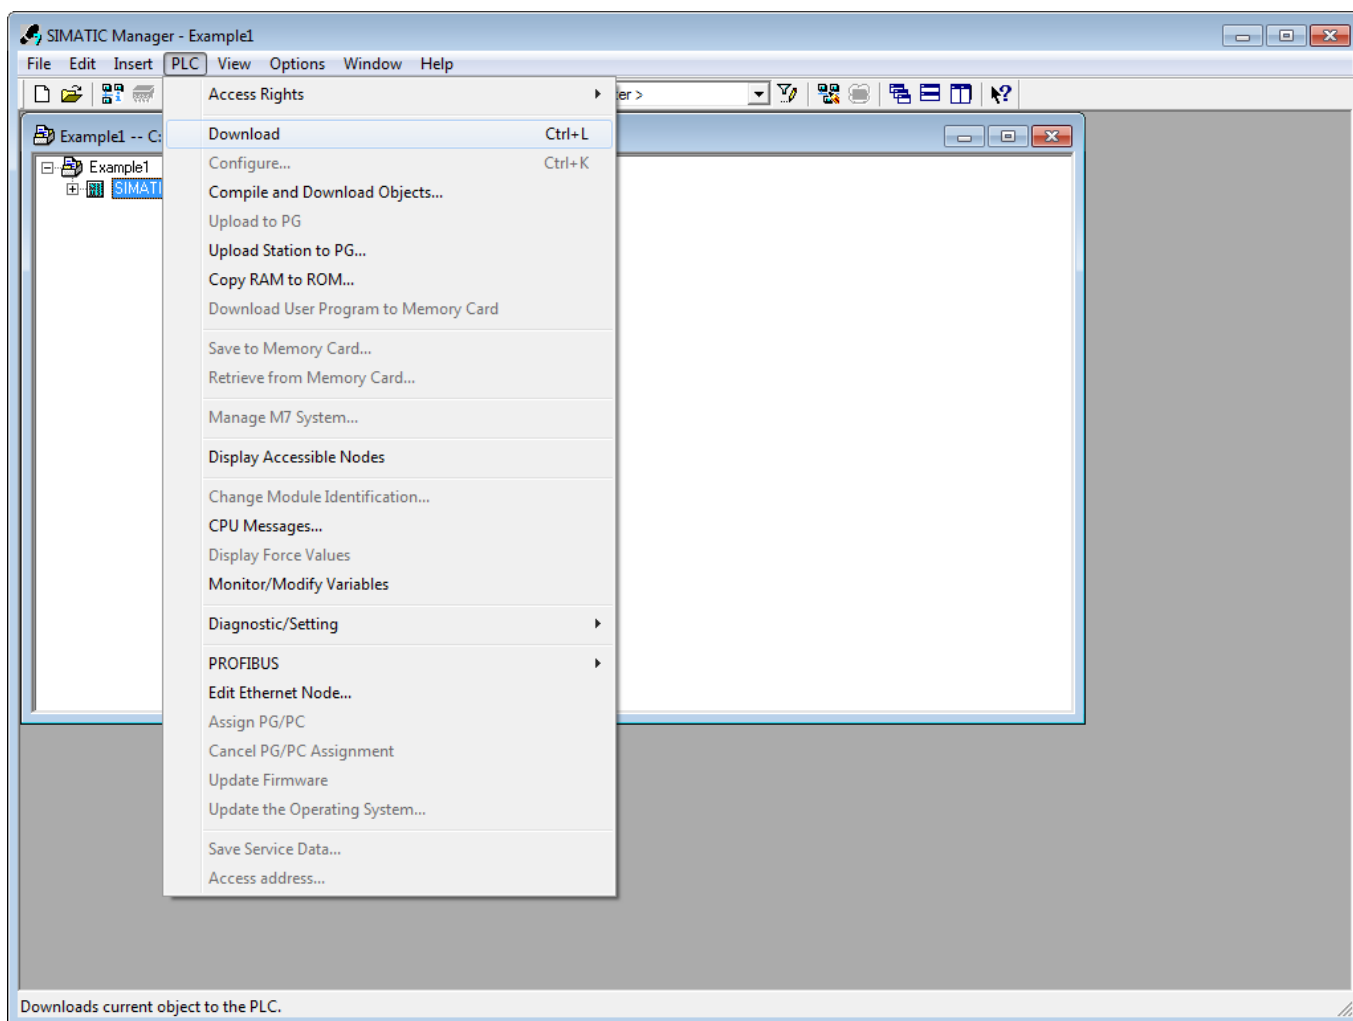 SIMATIC Manager - Example1
File Edit Insert PLC View Options Window Help
Access Rights
Example1 -- C:
Download Ctrl+L
Example1
Configure... Ctrl+K
SIMATI
Compile and Download Objects...
Upload to PG
Upload Station to PG...
Copy RAM to ROM...
Download User Program to Memory Card
Save to Memory Card...
Retrieve from Memory Card...
Manage M7 System...
Display Accessible Nodes
Change Module Identification...
CPU Messages...
Display Force Values
Monitor/Modify Variables
Diagnostic/Setting
PROFIBUS
Edit Ethernet Node...
Assign PG/PC
Cancel PG/PC Assignment
Update Firmware
Update the Operating System...
Save Service Data...
Access address...
Downloads current object to the PLC.